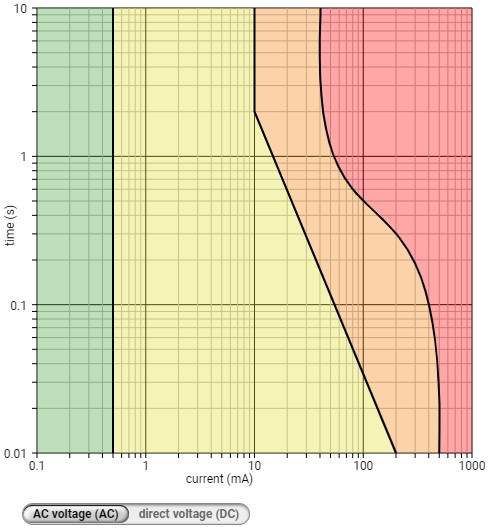 10
1
time (s)
0.1
0.01
0.1 1 10 100 1000
current (mA)
AC voltage (AC) direct voltage (DC)